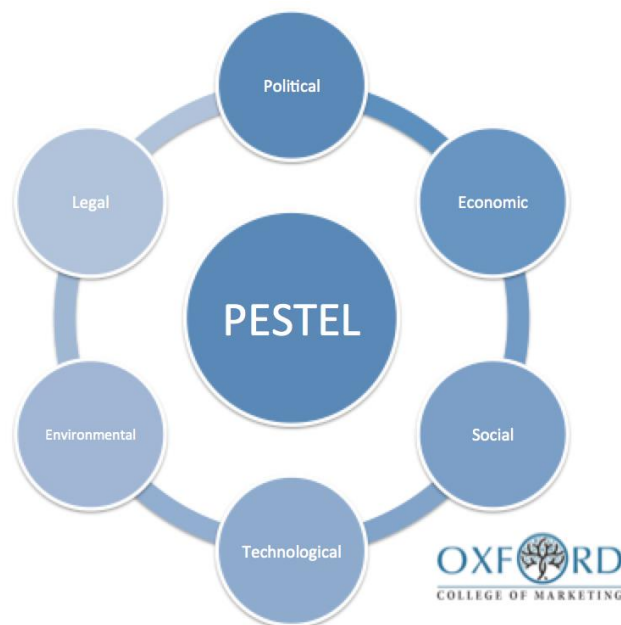 Political
Economic
Social
Technological
Environmental
Legal
PESTEL
OXFORD
COLLEGE OF MARKETING